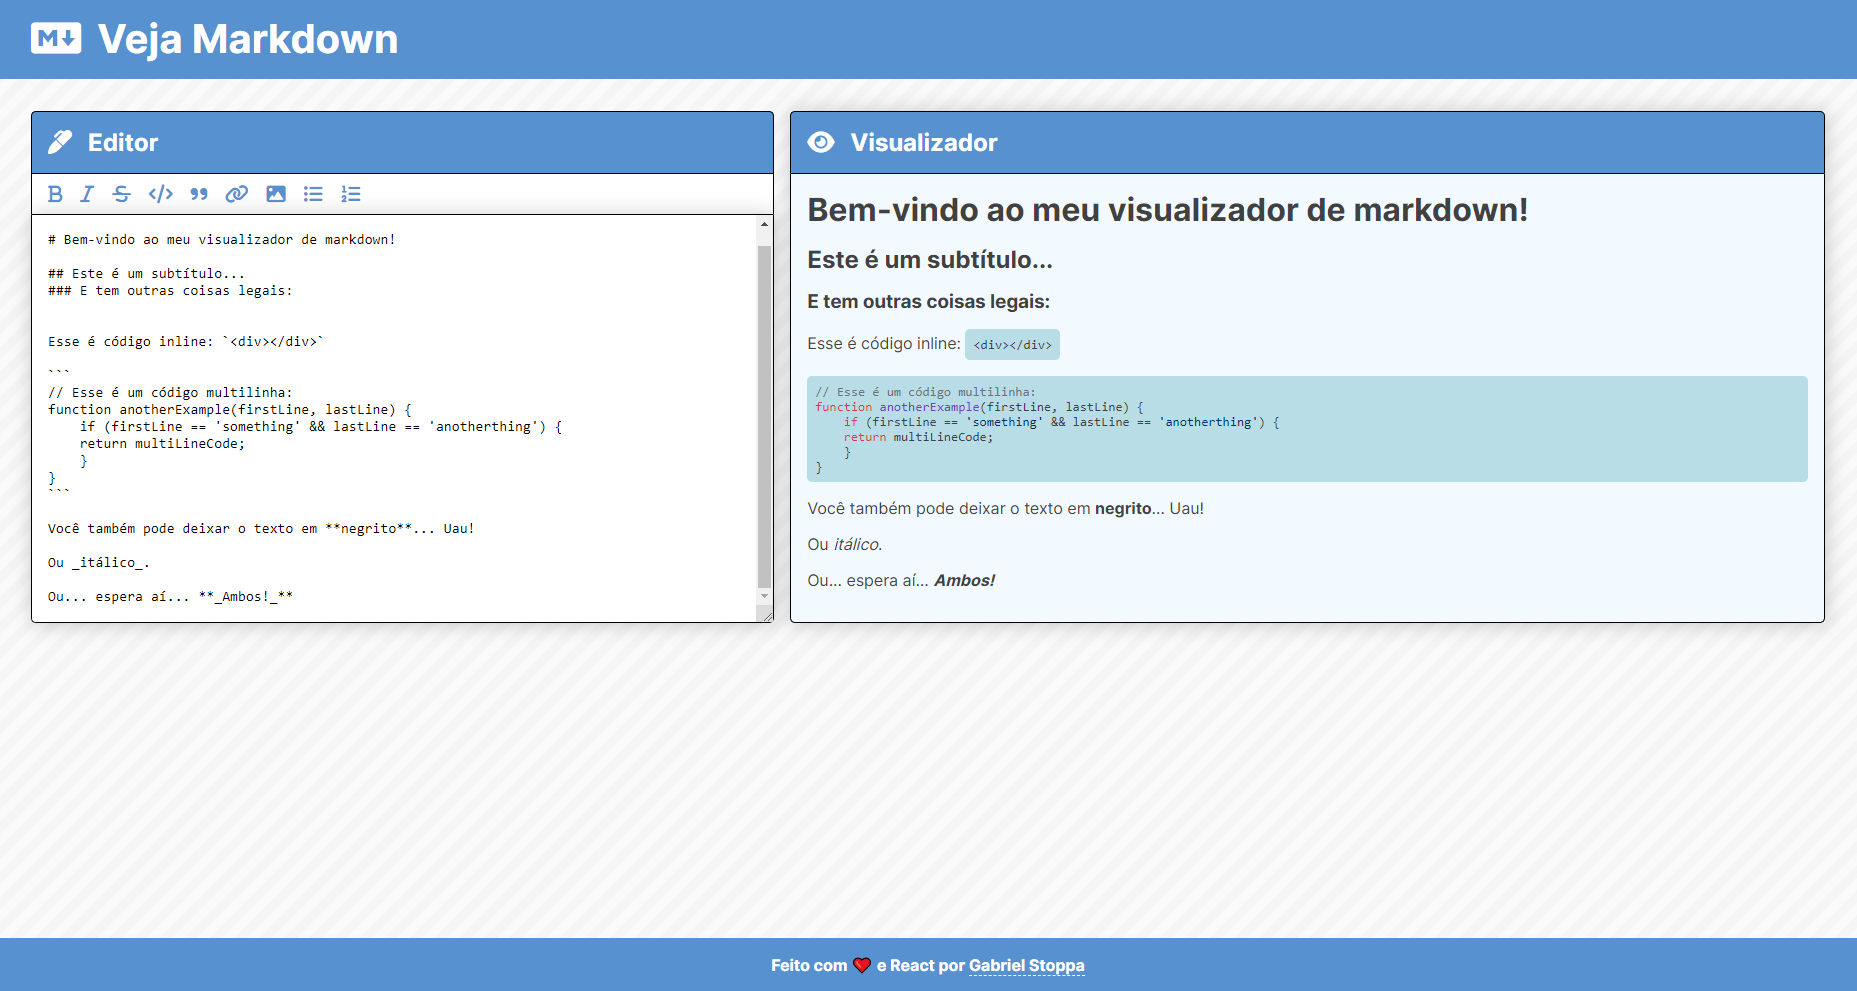 M Veja Markdown
Editor
# Bem-vindo ao meu visualizador de markdown!
## Este é um subtítulo...
### E tem outras coisas legais:
Esse é código inline: `<div></div>`
```
// Esse é um código multilinha:
function anotherExample(firstLine, lastLine) {
    if (firstLine == 'something' && lastLine == 'anotherthing') {
    return multiLineCode;
    }
}
```
Você também pode deixar o texto em **negrito**... Uau!
Ou _itálico_.
Ou... espera aí... **_Ambos!_**
Visualizador
Bem-vindo ao meu visualizador de markdown!
Este é um subtítulo...
E tem outras coisas legais:
Esse é código inline: <div></div>
// Esse é um código multilinha:
function anotherExample(firstLine, lastLine) {
    if (firstLine == 'something' && lastLine == 'anotherthing') {
    return multiLineCode;
    }
}
Você também pode deixar o texto em negrito... Uau!
Ou itálico.
Ou... espera aí... Ambos!
Feito com ❤️ e React por Gabriel Stoppa